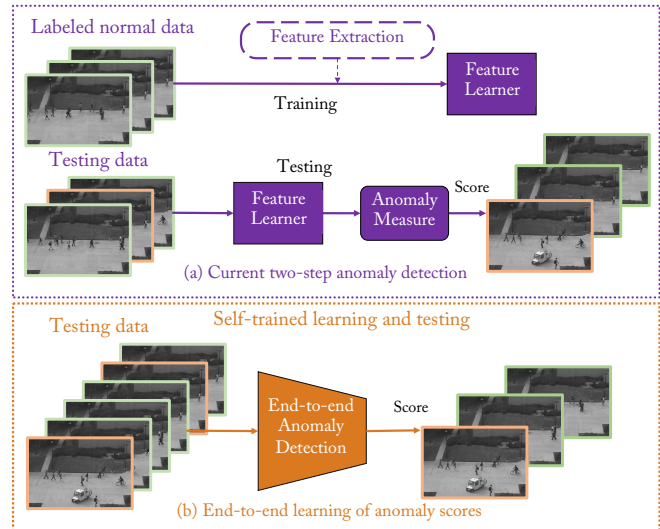 Labeled normal data
Feature Extraction
Feature
Learner
Training
Testing data
Testing
Feature
Learner
Anomaly
Measure
Score
(a) Current two-step anomaly detection
Self-trained learning and testing
Testing data
End-to-end
Anomaly
Detection
Score
(b) End-to-end learning of anomaly scores